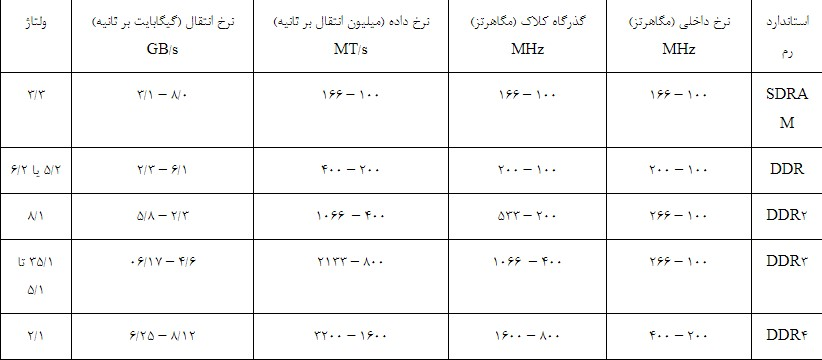 استاندارد رم	نرخ داخلی (مگاهرتز) MHz	گذرگاه کلاک (مگاهرتز) MHz	نرخ داده (میلیون انتقال بر ثانیه) MT/s	نرخ انتقال (گیگابایت بر ثانیه) GB/s	ولتاژ
SDRAM	۱۰۰ – ۱۶۶	۱۰۰ – ۱۶۶	۱۰۰ – ۱۶۶	۸/۰ – ۳/۱	۳/۳
DDR	۱۰۰ – ۲۰۰	۱۰۰ – ۲۰۰	۲۰۰ – ۴۰۰	۶/۱ – ۲/۳	۵/۲ یا ۶/۲
DDR۲	۱۰۰ – ۲۶۶	۲۰۰ – ۵۳۳	۴۰۰ – ۱۰۶۶	۲/۳ – ۵/۸	۸/۱
DDR۳	۱۰۰ – ۲۶۶	۴۰۰ – ۱۰۶۶	۸۰۰ – ۲۱۳۳	۴/۶ – ۰۶/۱۷	۳۵/۱ تا ۵/۱
DDR۴	۲۰۰ – ۴۰۰	۸۰۰ – ۱۶۰۰	۱۶۰۰ – ۳۲۰۰	۸/۱۲ – ۶/۲۵	۲/۱